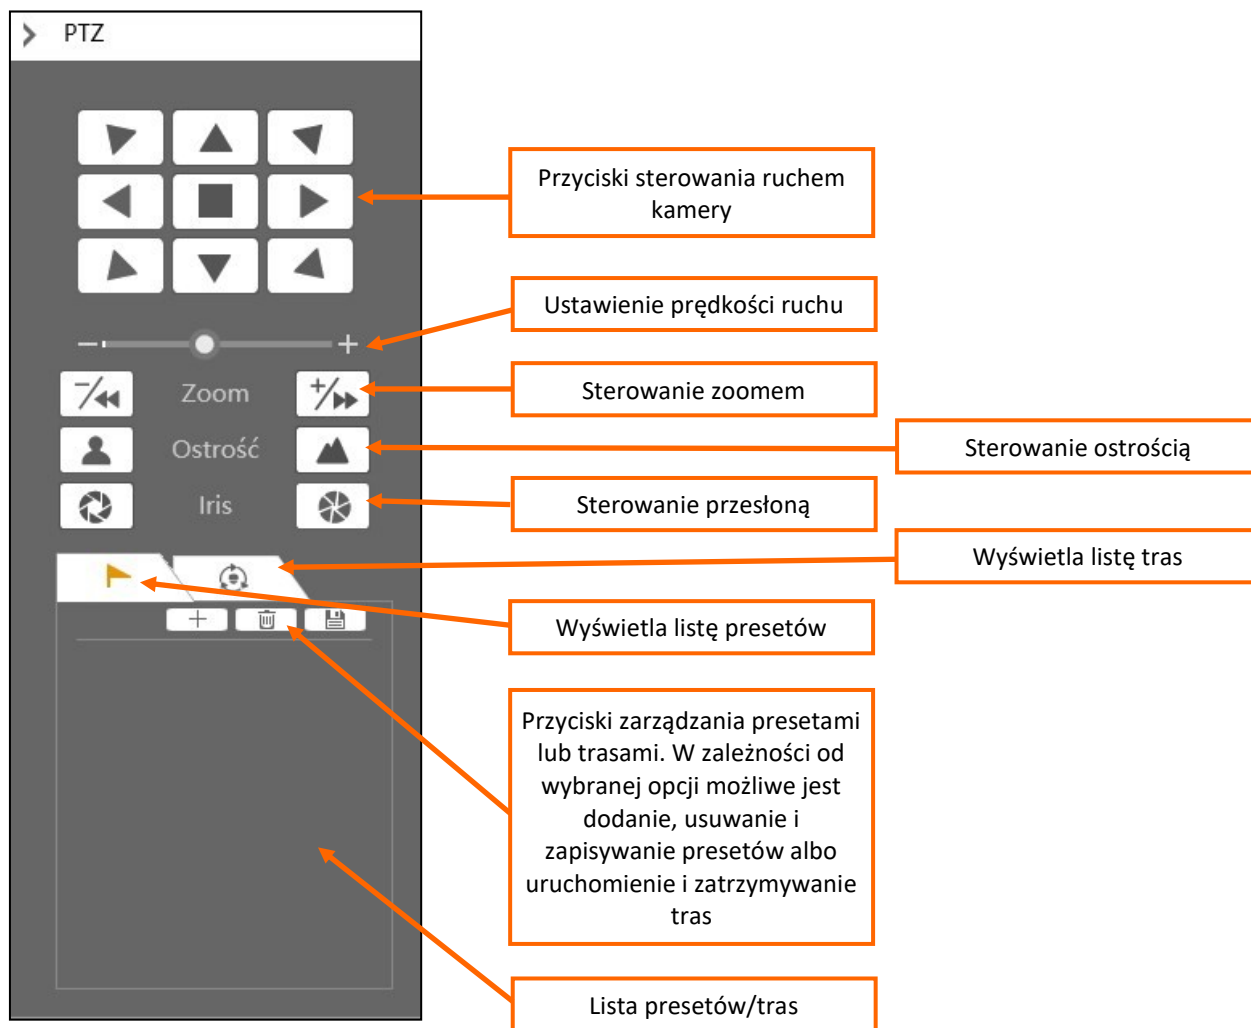 PTZ
Przyciski sterowania ruchem
kamery
Ustawienie prędkości ruchu
Zoom
Sterowanie zoomem
Ostrość
Sterowanie ostrością
Iris
Sterowanie przesłoną
Wyświetla listę tras
Wyświetla listę presetów
Przyciski zarządzania presetami
lub trasami. W zależności od
wybranej opcji możliwe jest
dodanie, usuwanie i
zapisywanie presetów albo
uruchomienie i zatrzymywanie
tras
Lista presetów/tras